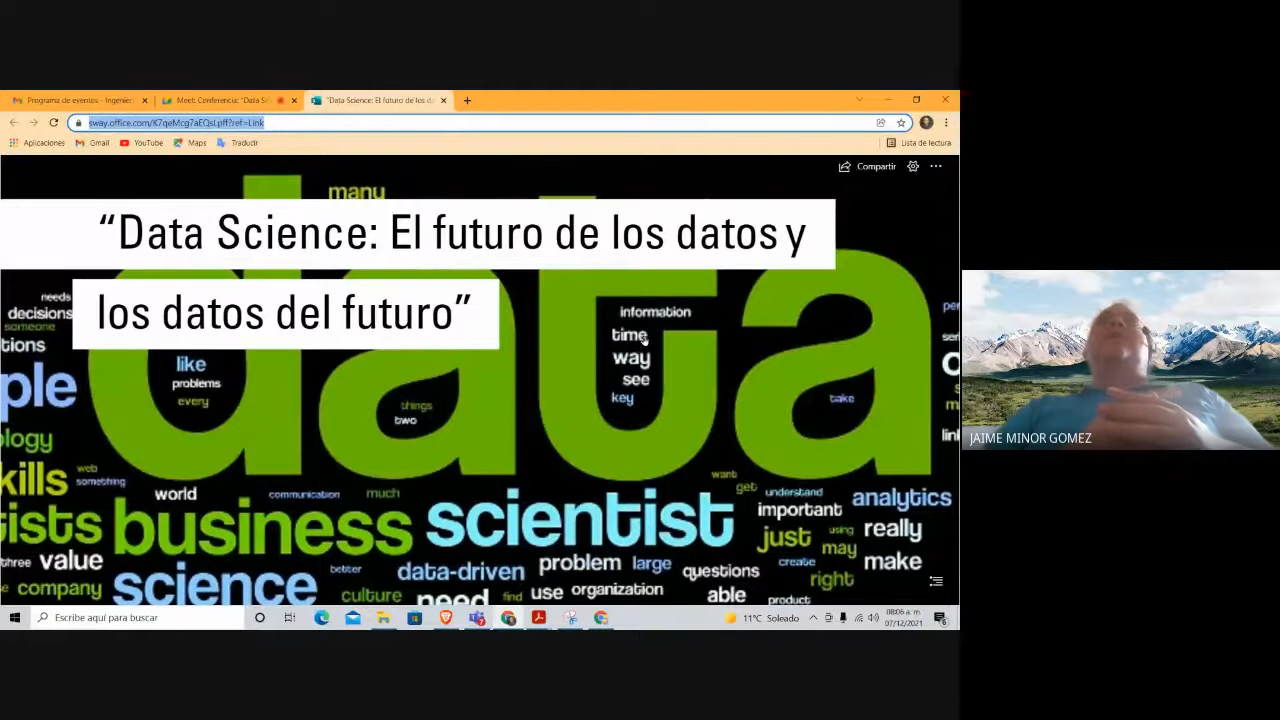 Programa de eventos - Ingenier
Meet: Conferencia: "Data Sc
"Data Science: El futuro de los da
sway.office.com/K7qeMcg7aEQsLpff?ref=Link
Aplicaciones
Gmail
YouTube
Maps
Traducir
Lista de lectura
Compartir
many
“Data Science: El futuro de los datos y
los datos del futuro”
data
needs
decisions
someone
tions
ple
ology
kills
tists
like
problems
every
things
two
information
time
way
see
key
take
web
something
world
communication
much
want
get
understand
important
analytics
business
scientist
just
using
may
really
three
value
company
science
better
culture
data-driven
need
find
use
problem
large
organization
questions
able
create
product
right
make
JAIME MINOR GOMEZ
Escribe aquí para buscar
11°C Soleado
08:06 a. m.
07/12/2021
6